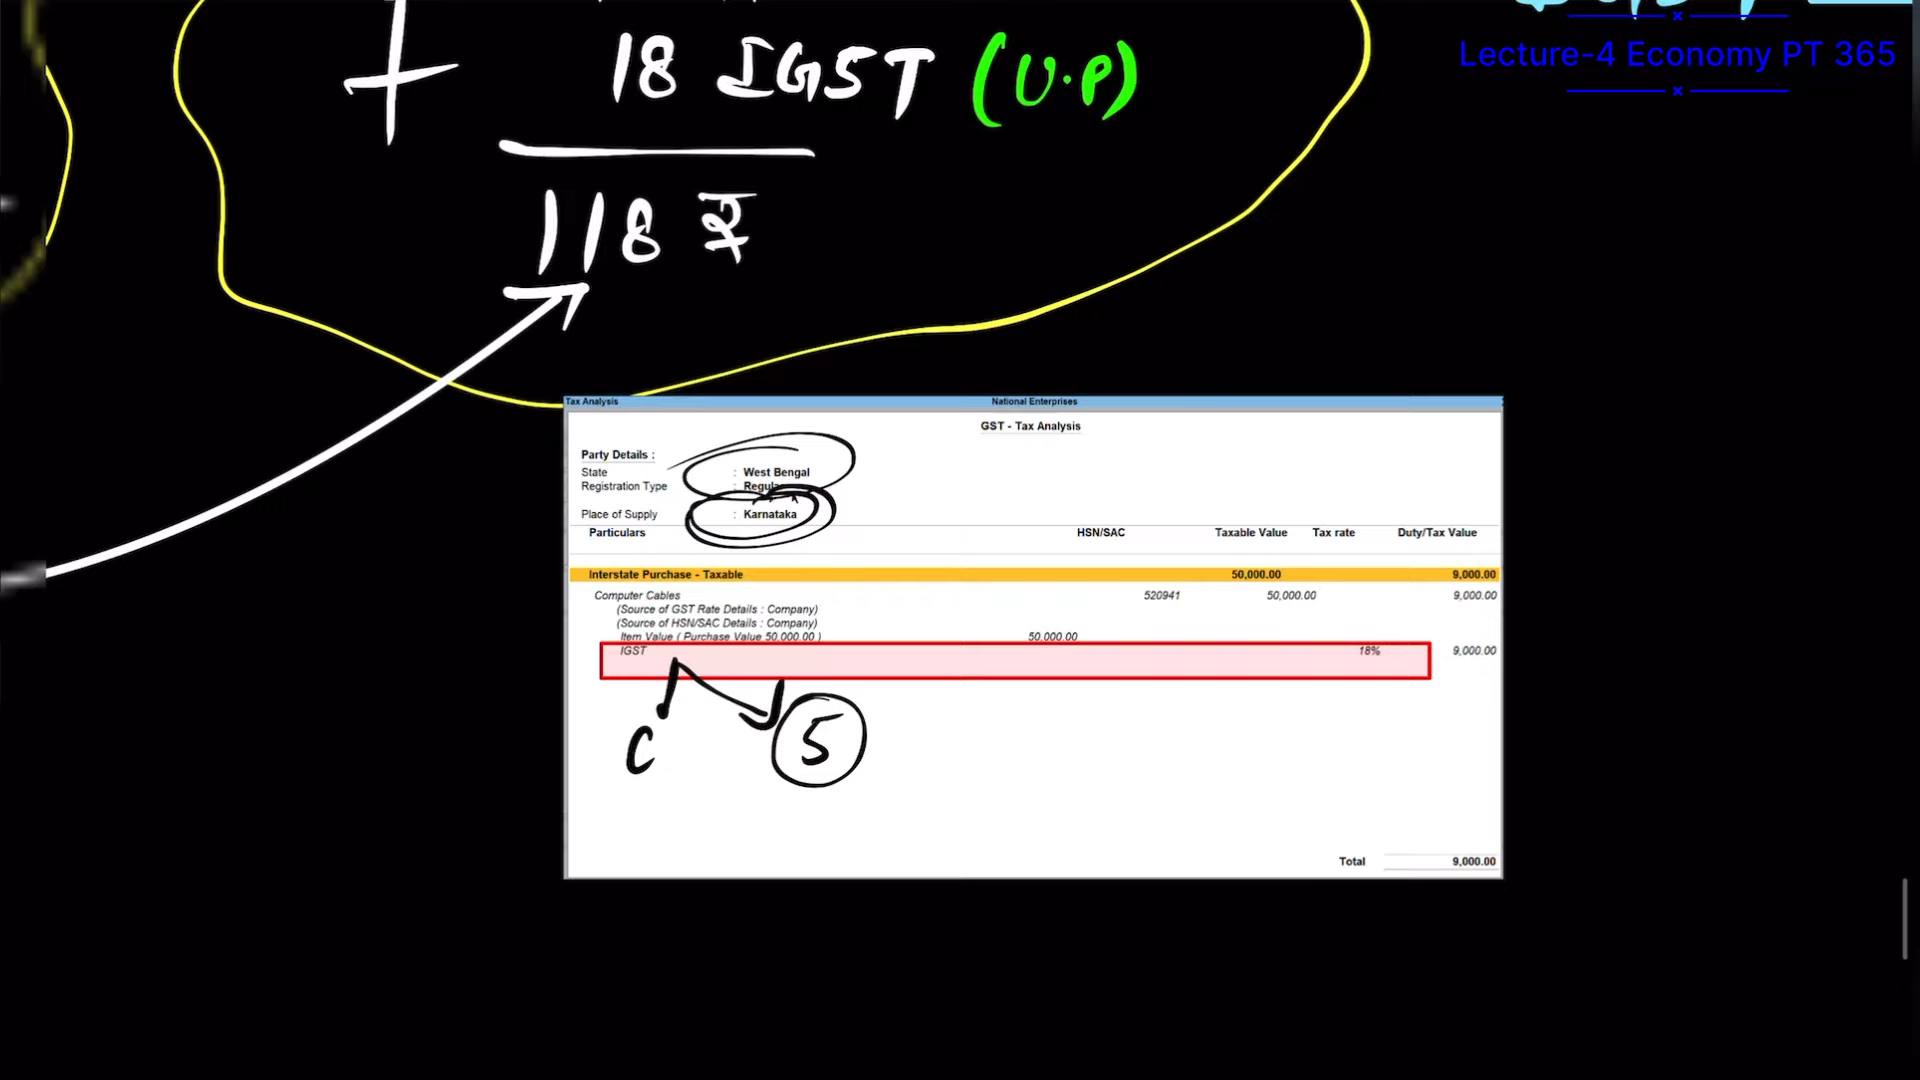 Lecture-4 Economy PT 365
18 IGST (U.P)
118 ₹
Tax Analysis National Enterprises
GST - Tax Analysis
Party Details :
State : West Bengal
Registration Type : Regular
Place of Supply : Karnataka
Particulars HSN/SAC Taxable Value Tax rate Duty/Tax Value
Interstate Purchase - Taxable 50,000.00 9,000.00
Computer Cables 520941 50,000.00 9,000.00
(Source of GST Rate Details : Company)
(Source of HSN/SAC Details : Company)
Item Value ( Purchase Value 50,000.00 ) 50,000.00
IGST 18% 9,000.00
C 5
Total 9,000.00